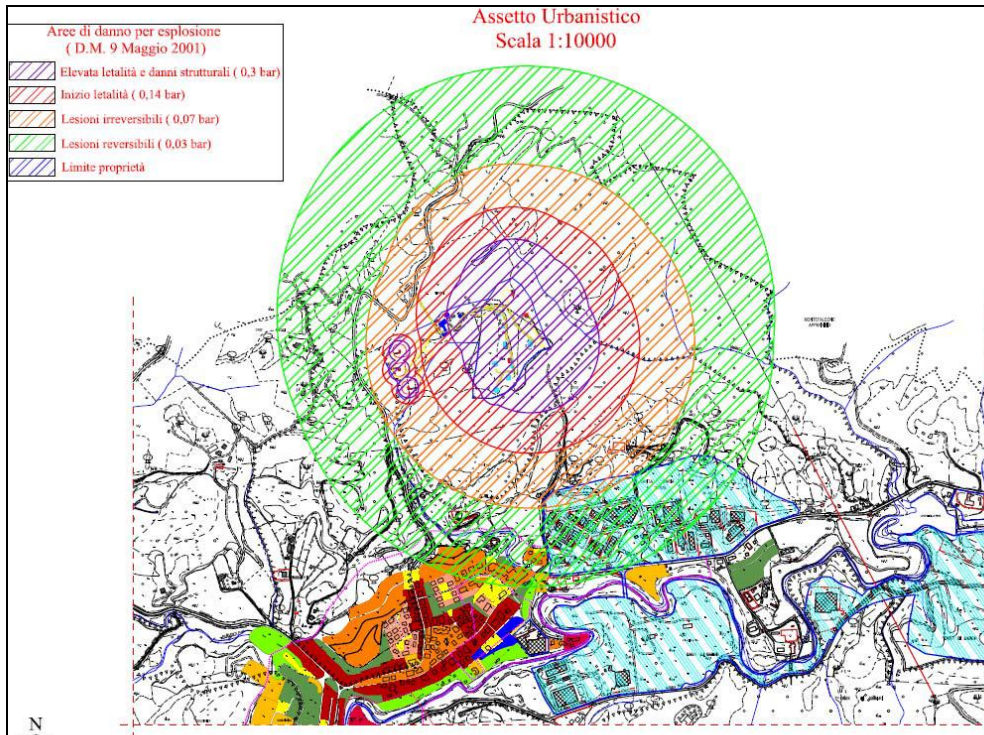 Assetto Urbanistico
Scala 1:10000
Aree di danno per esplosione
( D.M. 9 Maggio 2001)
Elevata letalità e danni strutturali ( 0,3 bar)
Inizio letalità ( 0,14 bar)
Lesioni irreversibili ( 0,07 bar)
Lesioni reversibili ( 0,03 bar)
Limite proprietà
N